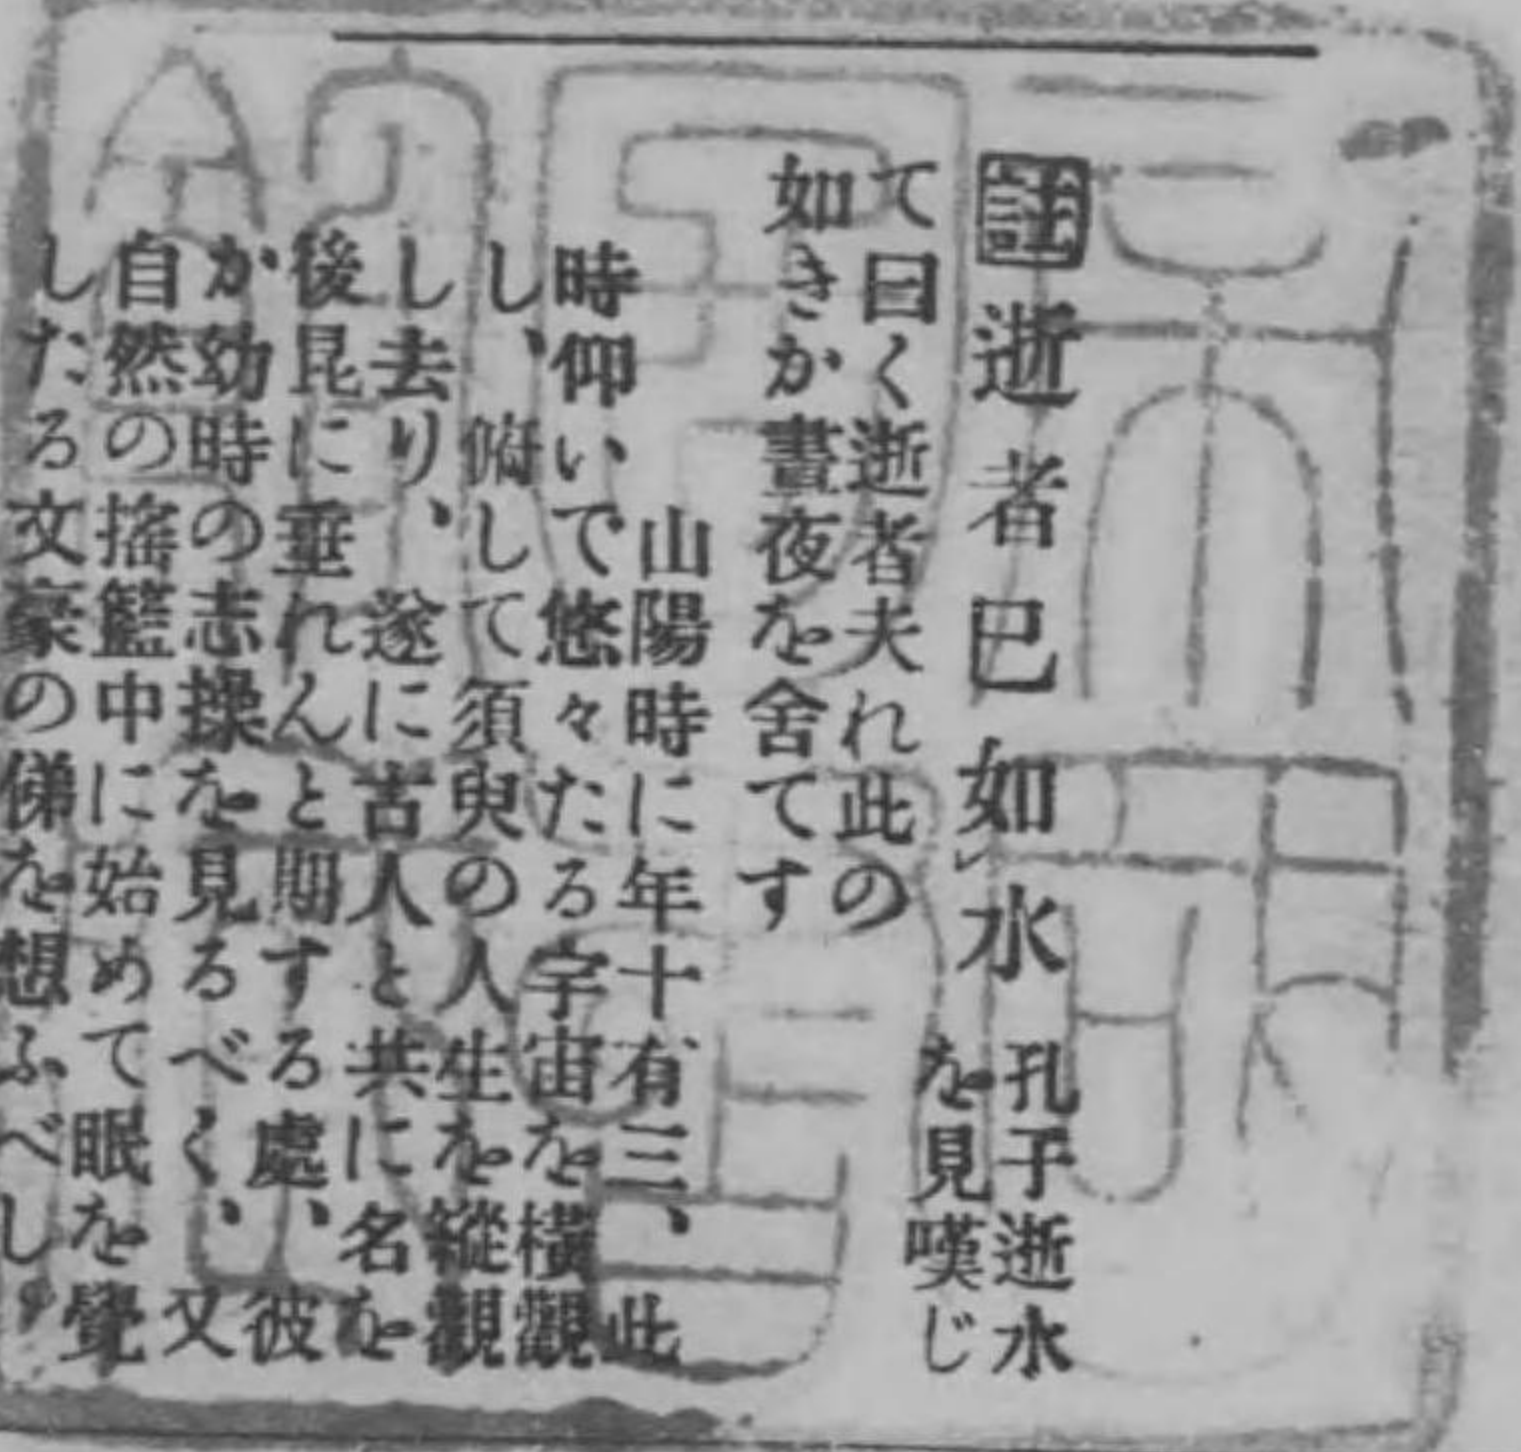 註 逝者已如水 孔子逝水
を見嘆じ
て曰く逝者夫れ此の
如きか晝夜を舍てす
山陽時に年十有三、此
時仰いで悠々たる宇宙を横觀
し、俯して須臾の人生を縱觀
し去り、遂に古人と共に名を
後昆に垂れんと期する處、彼
か幼時の志操を見るべく、又
自然の搖籃中に始めて眠を覺
したる文豪の俤を想ふべし、